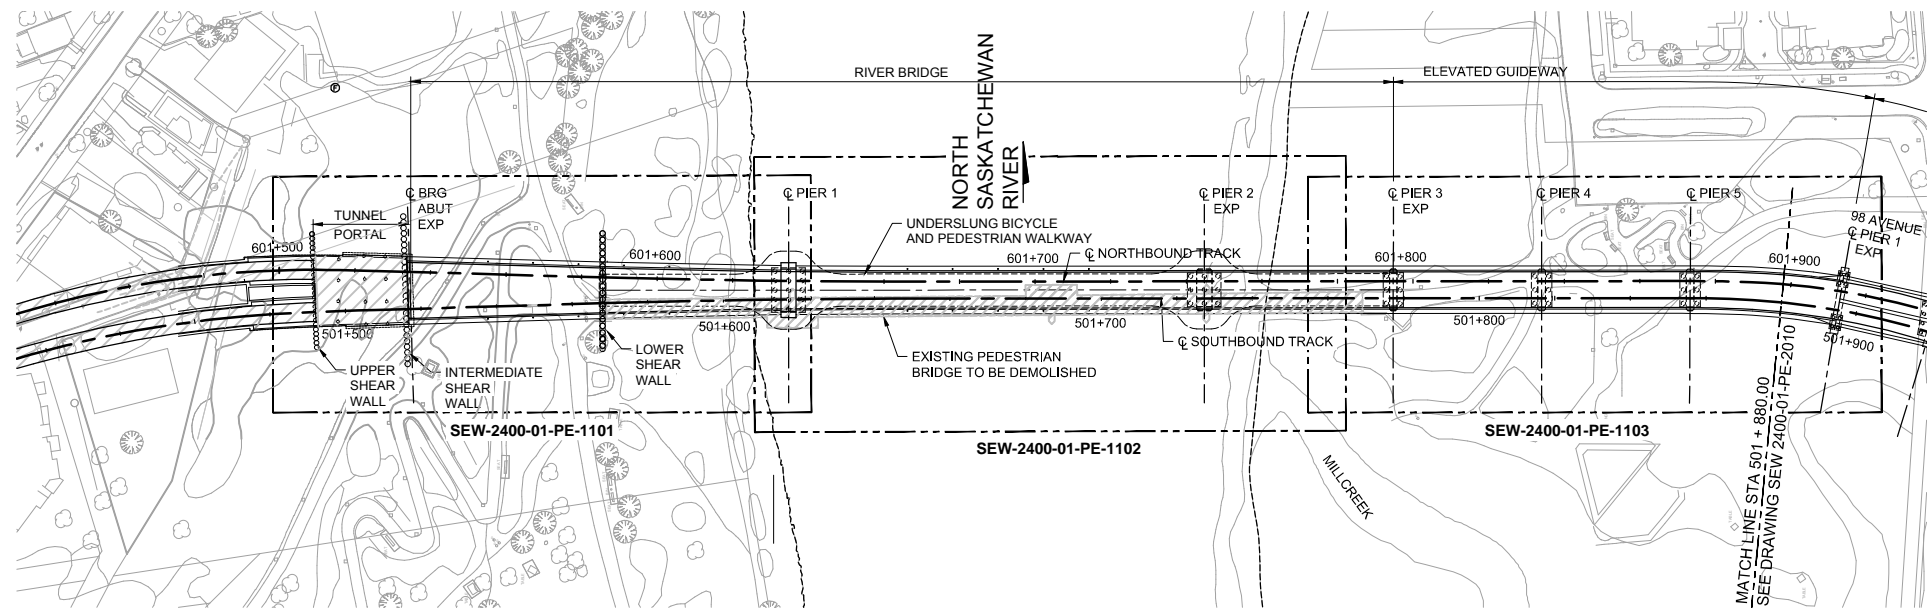 RIVER BRIDGE
ELEVATED GUIDEWAY
NORTH
SASKATCHEWAN
RIVER
℄ BRG
ABUT
EXP
℄ PIER 1
℄ PIER 2
EXP
℄ PIER 3
EXP
℄ PIER 4
℄ PIER 5
98 AVENUE
℄ PIER 1
EXP
TUNNEL
PORTAL
UNDERSLUNG BICYCLE
AND PEDESTRIAN WALKWAY
℄ NORTHBOUND TRACK
601+500
601+600
601+700
601+800
601+900
501+500
501+600
501+700
501+800
501+900
℄ SOUTHBOUND TRACK
UPPER
SHEAR
WALL
INTERMEDIATE
SHEAR
WALL
LOWER
SHEAR
WALL
EXISTING PEDESTRIAN
BRIDGE TO BE DEMOLISHED
SEW-2400-01-PE-1101
SEW-2400-01-PE-1102
SEW-2400-01-PE-1103
MILLCREEK
MATCH LINE STA 501 + 880.00
SEE DRAWING SEW 2400-01-PE-2010